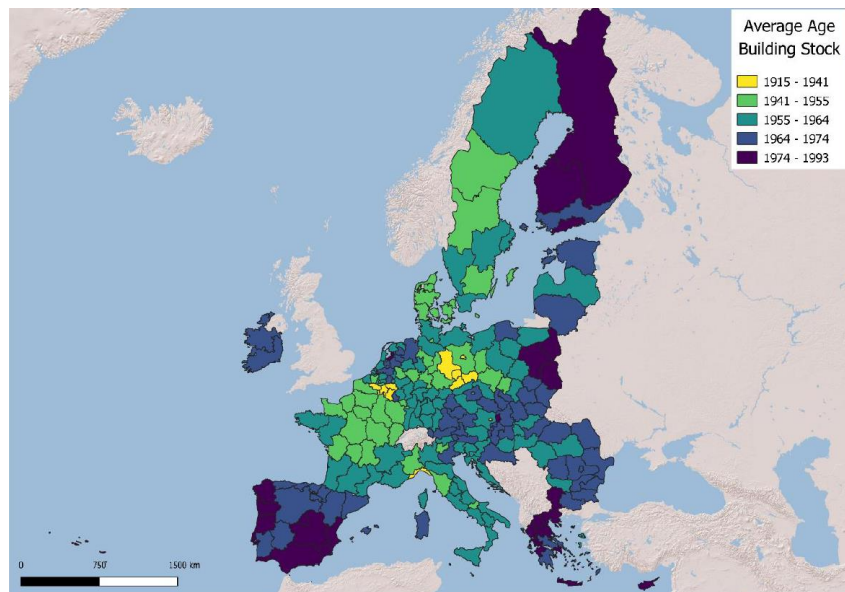 Average Age
Building Stock
1915 - 1941
1941 - 1955
1955 - 1964
1964 - 1974
1974 - 1993
0 750 1500 km